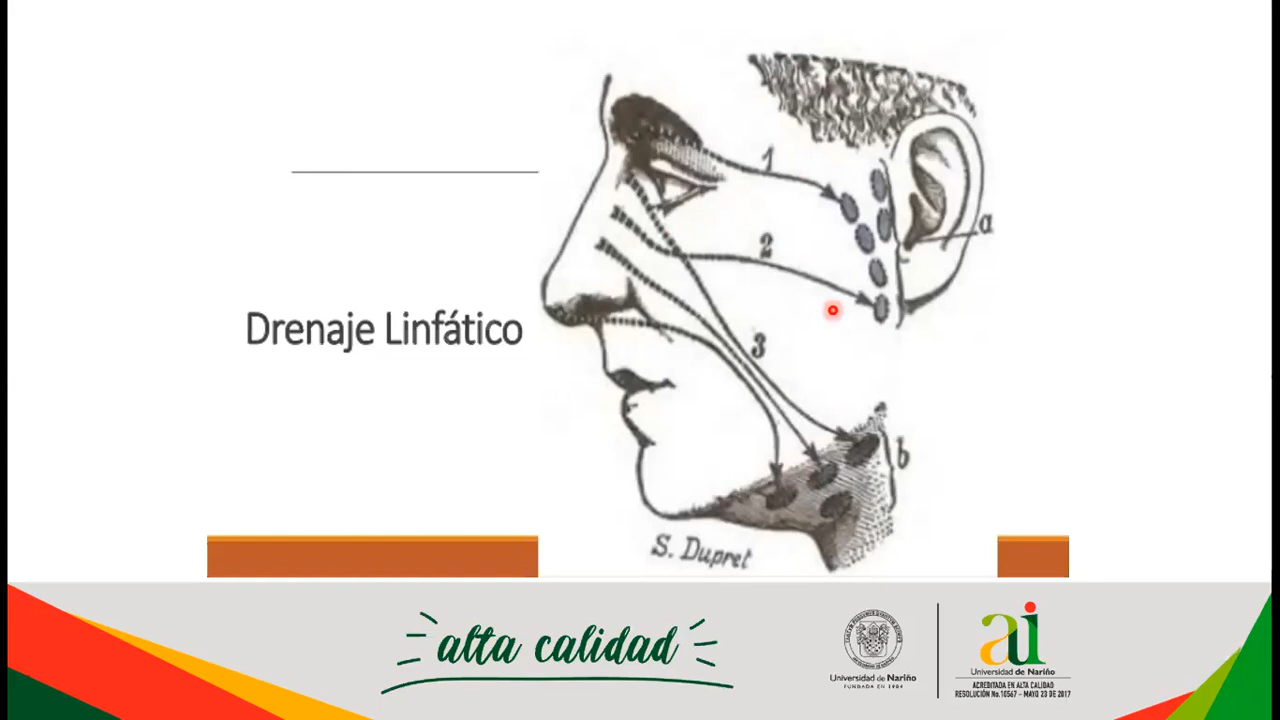 Drenaje Linfático
1
a
2
3
b
S. Dupret
alta calidad
Universidad de Nariño
FUNDADA EN 1904
ai
Universidad de Nariño
ACREDITADA EN ALTA CALIDAD
RESOLUCIÓN No.10567 – MAYO 23 DE 2017